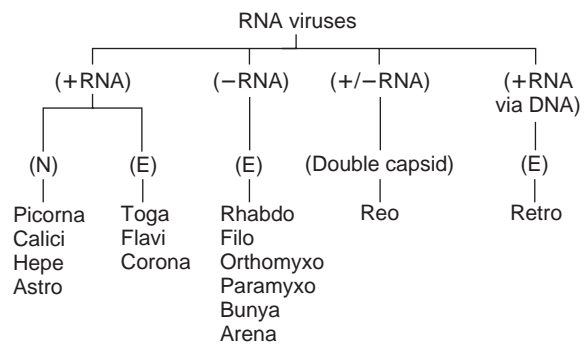 RNA viruses
(+RNA)
(−RNA)
(+/−RNA)
(+RNA
via DNA)
(N)
(E)
(E)
(Double capsid)
(E)
Picorna
Calici
Hepe
Astro
Toga
Flavi
Corona
Rhabdo
Filo
Orthomyxo
Paramyxo
Bunya
Arena
Reo
Retro